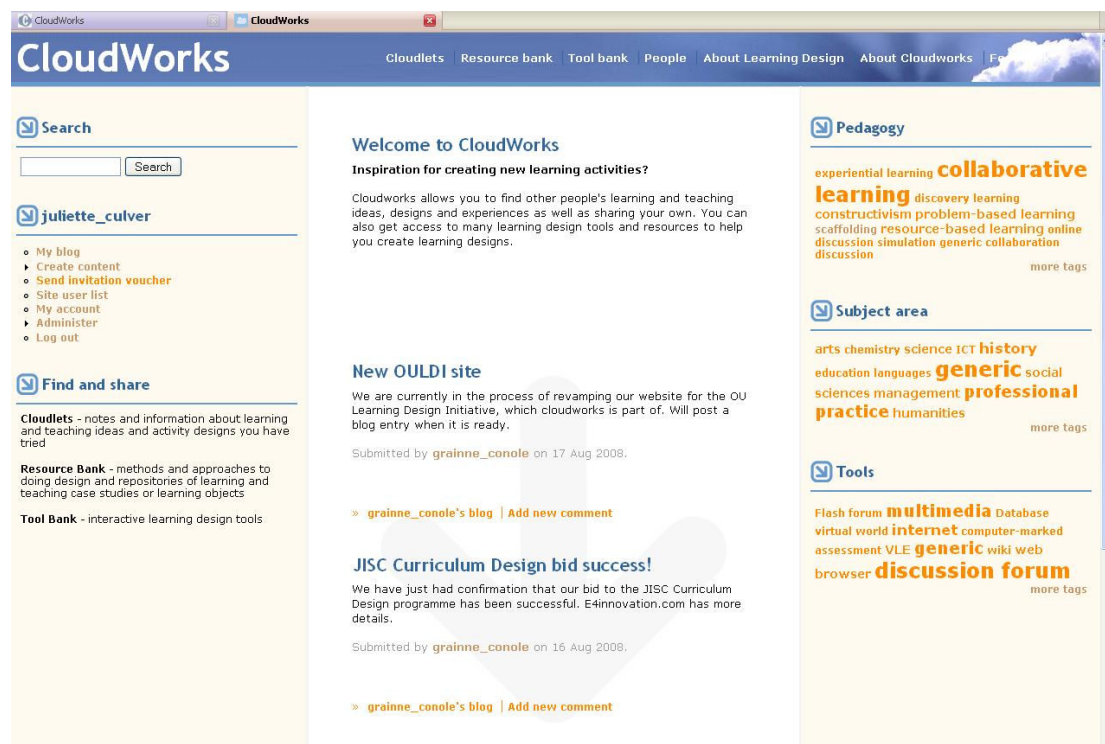 CloudWorks
CloudWorks
CloudWorks
Cloudlets Resource bank Tool bank People About Learning Design About Cloudworks
Search
Search
juliette_culver
My blog
Create content
Send invitation voucher
Site user list
My account
Administer
Log out
Find and share
Cloudlets - notes and information about learning
and teaching ideas and activity designs you have
tried
Resource Bank - methods and approaches to
doing design and repositories of learning and
teaching case studies or learning objects
Tool Bank - interactive learning design tools
Welcome to CloudWorks
Inspiration for creating new learning activities?
Cloudworks allows you to find other people's learning and teaching
ideas, designs and experiences as well as sharing your own. You can
also get access to many learning design tools and resources to help
you create learning designs.
New OULDI site
We are currently in the process of revamping our website for the OU
Learning Design Initiative, which cloudworks is part of. Will post a
blog entry when it is ready.
Submitted by grainne_conole on 17 Aug 2008.
» grainne_conole's blog | Add new comment
JISC Curriculum Design bid success!
We have just had confirmation that our bid to the JISC Curriculum
Design programme has been successful. E4innovation.com has more
details.
Submitted by grainne_conole on 16 Aug 2008.
» grainne_conole's blog | Add new comment
Pedagogy
experiential learning collaborative
learning discovery learning
constructivism problem-based learning
scaffolding resource-based learning online
discussion simulation generic collaboration
discussion
more tags
Subject area
arts chemistry science ICT history
education languages generic social
sciences management professional
practice humanities
more tags
Tools
Flash forum multimedia Database
virtual world internet computer-marked
assessment VLE generic wiki web
browser discussion forum
more tags